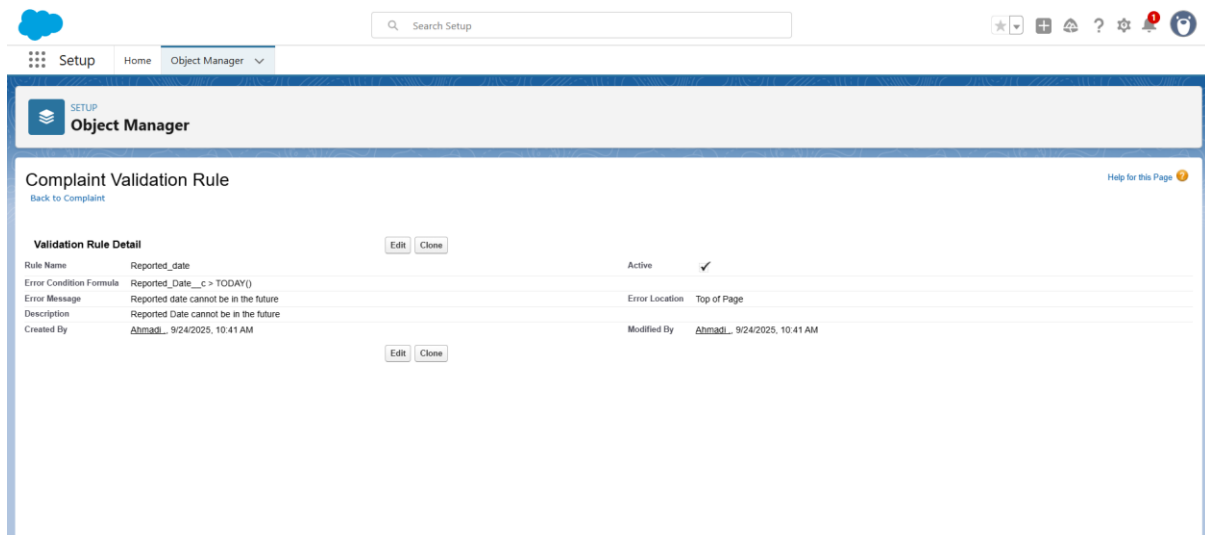 Search Setup
1
Setup Home Object Manager
SETUP
Object Manager
Complaint Validation Rule
Help for this Page
Back to Complaint
Validation Rule Detail Edit Clone
Rule Name Reported_date Active
Error Condition Formula Reported_Date__c > TODAY()
Error Message Reported date cannot be in the future Error Location Top of Page
Description Reported Date cannot be in the future
Created By Ahmadi ., 9/24/2025, 10:41 AM Modified By Ahmadi ., 9/24/2025, 10:41 AM
Edit Clone